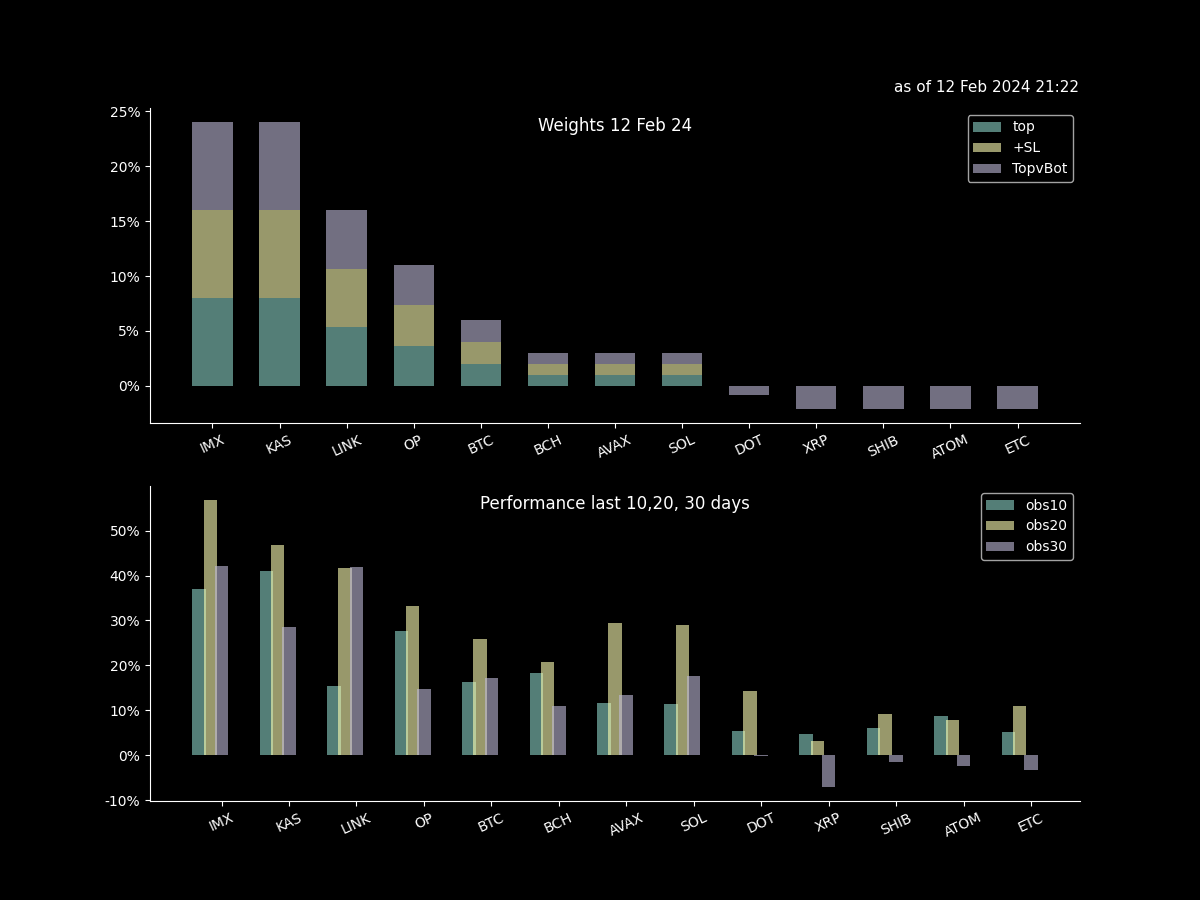 as of 12 Feb 2024 21:22
Weights 12 Feb 24
top
+SL
TopvBot
25%
20%
15%
10%
5%
0%
IMX KAS LINK OP BTC BCH AVAX SOL DOT XRP SHIB ATOM ETC
Performance last 10,20, 30 days
obs10
obs20
obs30
50%
40%
30%
20%
10%
0%
-10%
IMX KAS LINK OP BTC BCH AVAX SOL DOT XRP SHIB ATOM ETC